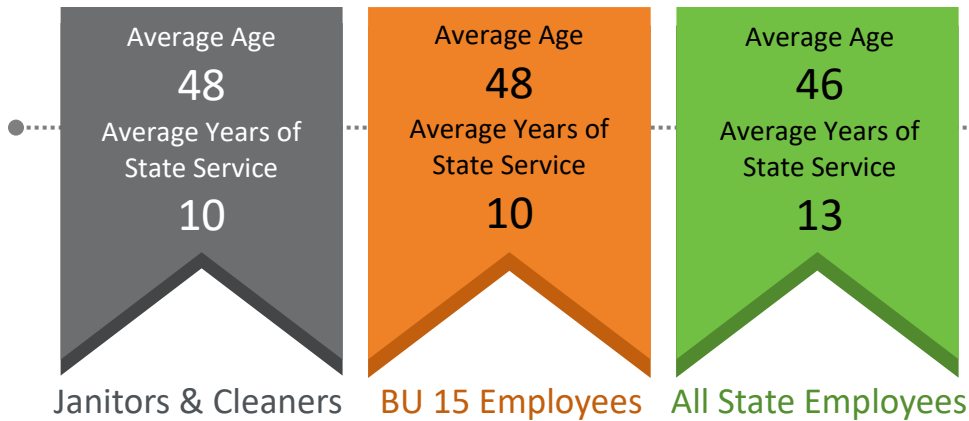 Average Age
48
Average Years of
State Service
10
Janitors & Cleaners
Average Age
48
Average Years of
State Service
10
BU 15 Employees
Average Age
46
Average Years of
State Service
13
All State Employees